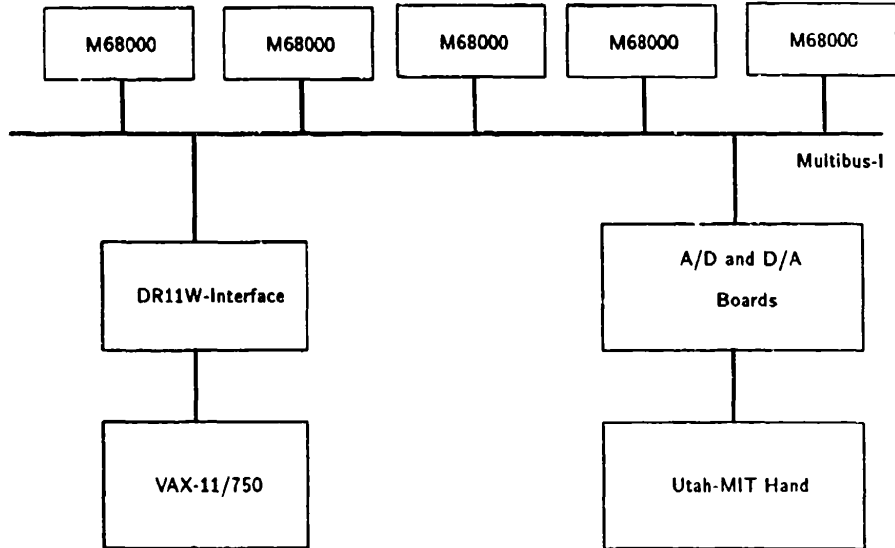 M68000
M68000
M68000
M68000
M68000
Multibus-I
DR11W-Interface
A/D and D/A
Boards
VAX-11/750
Utah-MIT Hand